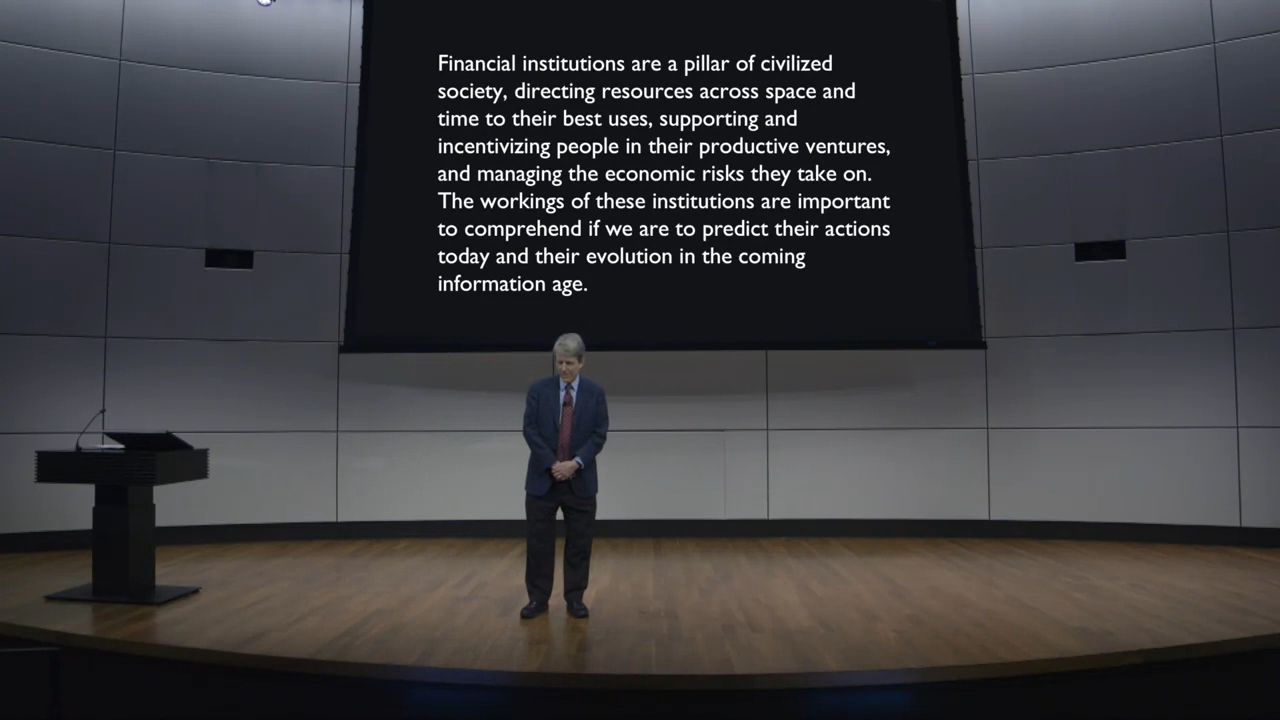 Financial institutions are a pillar of civilized
society, directing resources across space and
time to their best uses, supporting and
incentivizing people in their productive ventures,
and managing the economic risks they take on.
The workings of these institutions are important
to comprehend if we are to predict their actions
today and their evolution in the coming
information age.